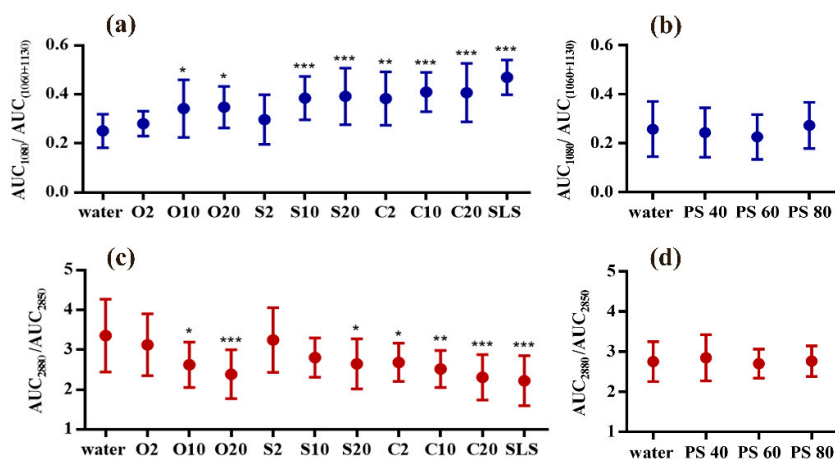 (a)
AUC1080/ AUC(1060+1130)
0.6
0.4
0.2
0.0
* * *** *** ** *** *** ***
water O2 O10 O20 S2 S10 S20 C2 C10 C20 SLS
(b)
AUC1080/ AUC(1060+1130)
0.6
0.4
0.2
0.0
water PS 40 PS 60 PS 80
(c)
AUC2880 /AUC2850
5
4
3
2
1
* *** * * ** *** ***
water O2 O10 O20 S2 S10 S20 C2 C10 C20 SLS
(d)
AUC2880 /AUC2850
5
4
3
2
1
water PS 40 PS 60 PS 80